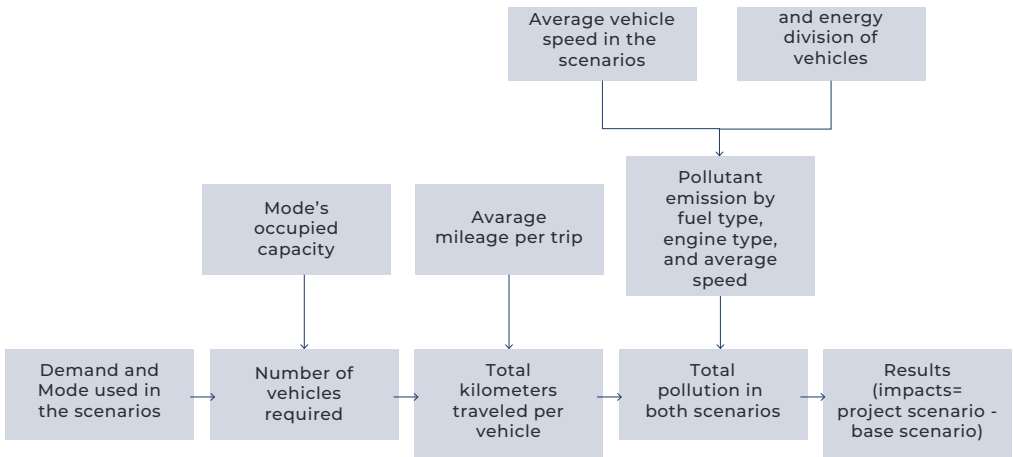 Average vehicle
speed in the
scenarios
and energy
division of
vehicles
Pollutant
emission by
fuel type,
engine type,
and average
speed
Mode's
occupied
capacity
Avarage
mileage per trip
Demand and
Mode used in
the scenarios
Number of
vehicles
required
Total
kilometers
traveled per
vehicle
Total
pollution in
both scenarios
Results
(impacts=
project scenario -
base scenario)